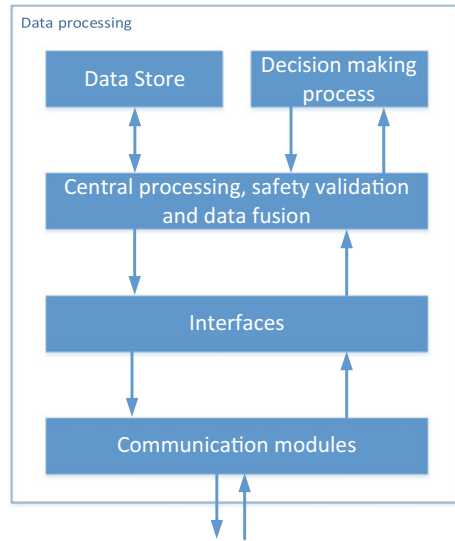 Data processing
Data Store
Decision making
process
Central processing, safety validation
and data fusion
Interfaces
Communication modules